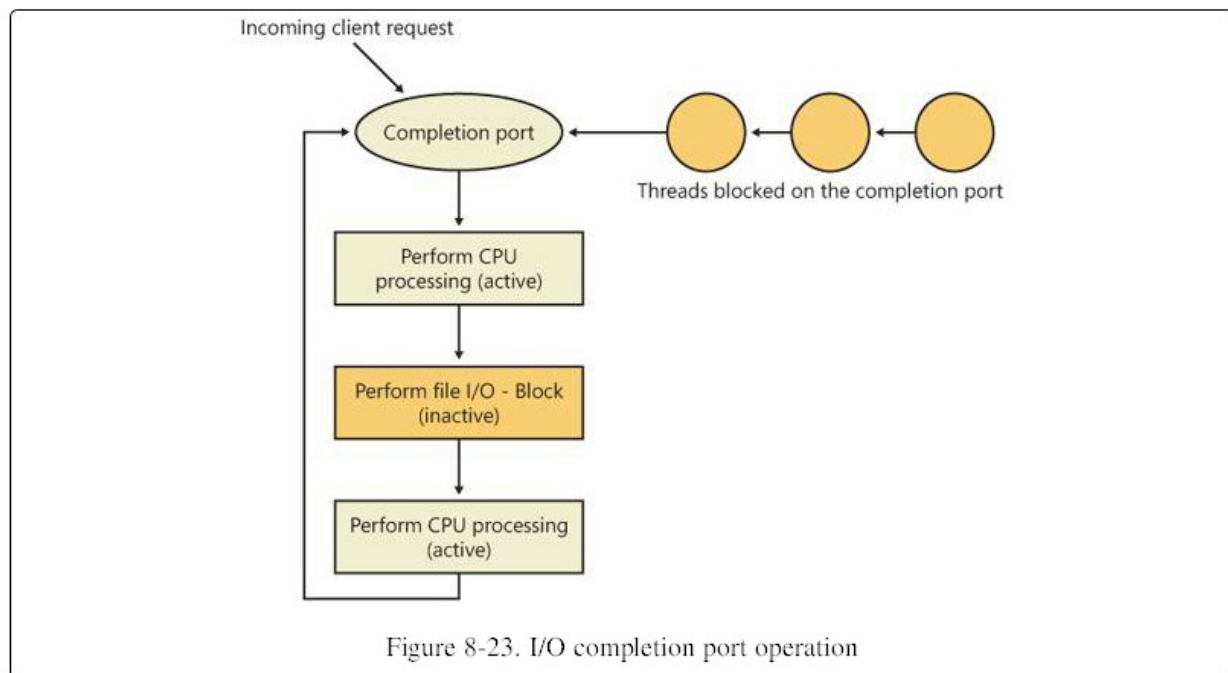 Incoming client request
Completion port
Threads blocked on the completion port
Perform CPU
processing (active)
Perform file I/O - Block
(inactive)
Perform CPU processing
(active)
Figure 8-23. I/O completion port operation